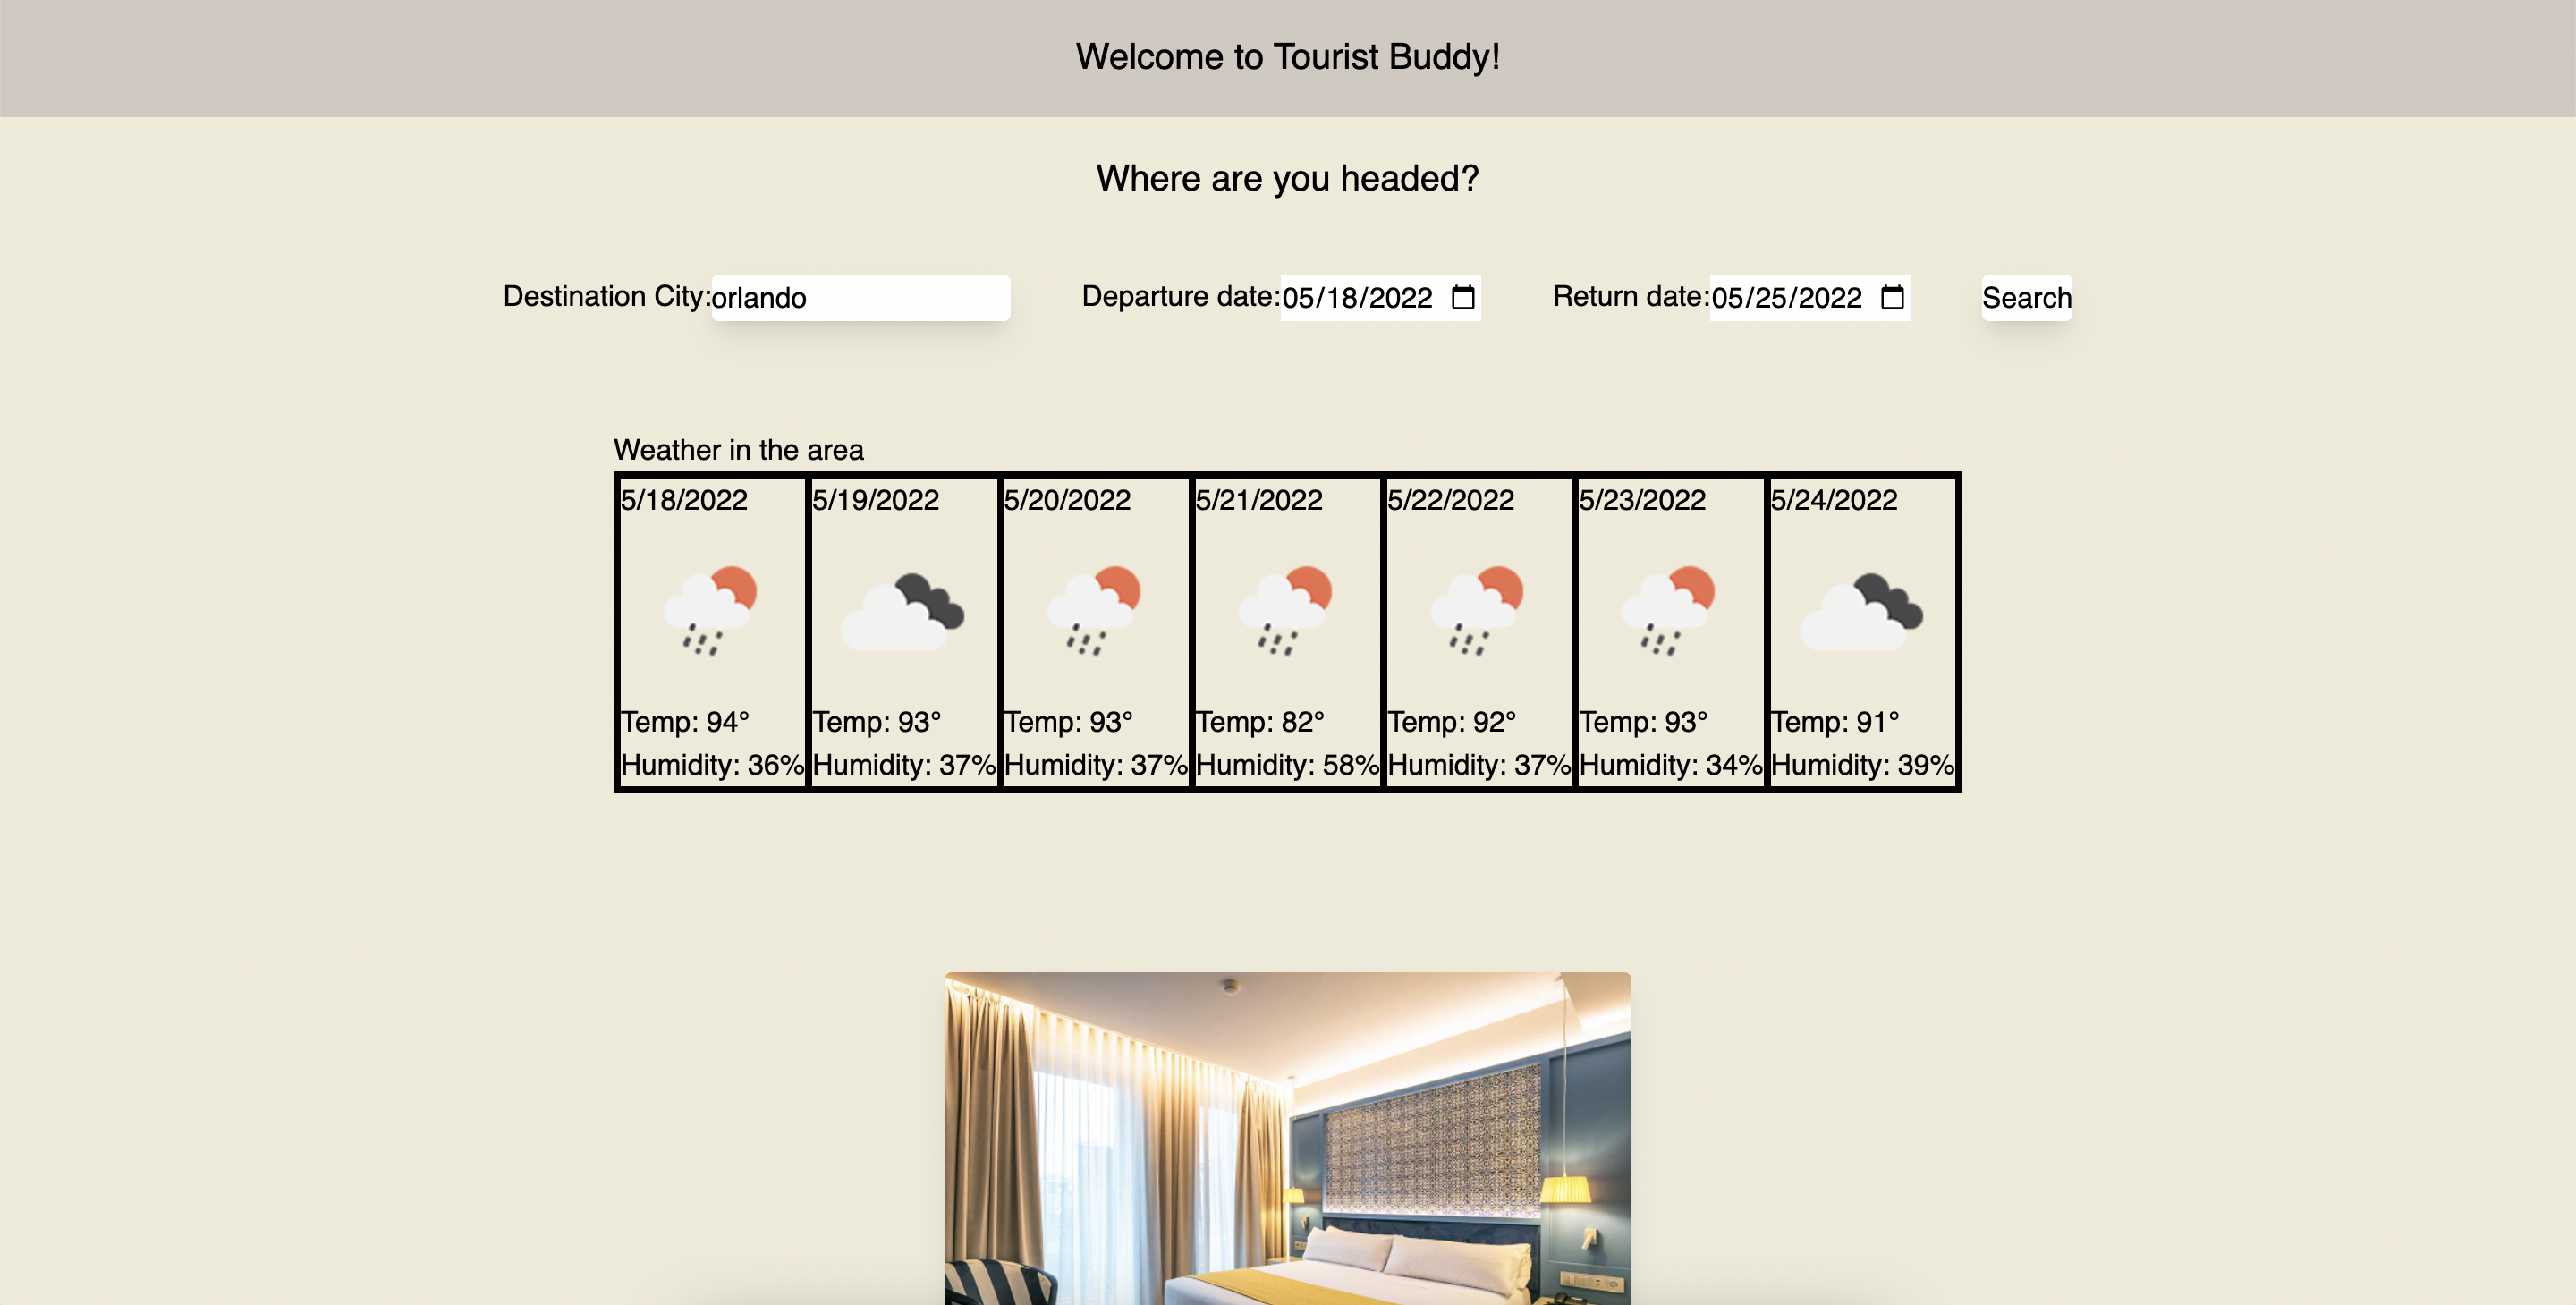 Welcome to Tourist Buddy!
Where are you headed?
Destination City: orlando Departure date: 05/18/2022 Return date: 05/25/2022 Search
Weather in the area
5/18/2022 5/19/2022 5/20/2022 5/21/2022 5/22/2022 5/23/2022 5/24/2022
Temp: 94° Temp: 93° Temp: 93° Temp: 82° Temp: 92° Temp: 93° Temp: 91°
Humidity: 36% Humidity: 37% Humidity: 37% Humidity: 58% Humidity: 37% Humidity: 34% Humidity: 39%